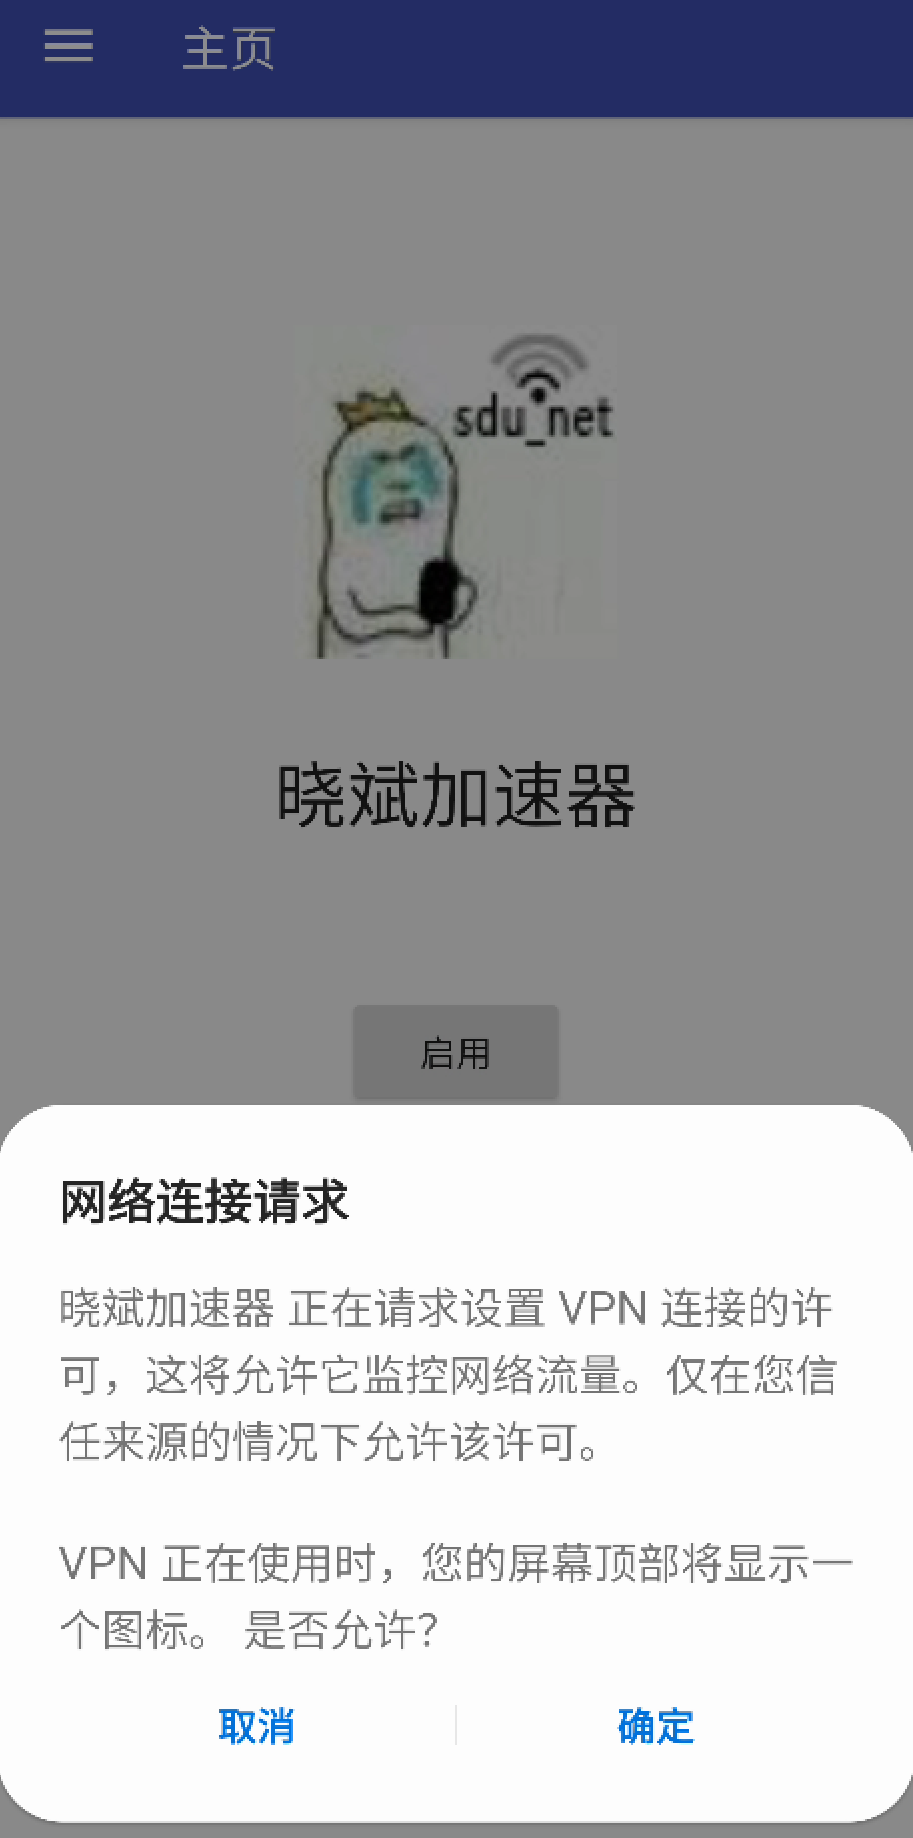 主页
sdu_net
晓斌加速器
启用
网络连接请求
晓斌加速器 正在请求设置 VPN 连接的许
可，这将允许它监控网络流量。仅在您信
任来源的情况下允许该许可。
VPN 正在使用时，您的屏幕顶部将显示一
个图标。 是否允许？
取消
确定